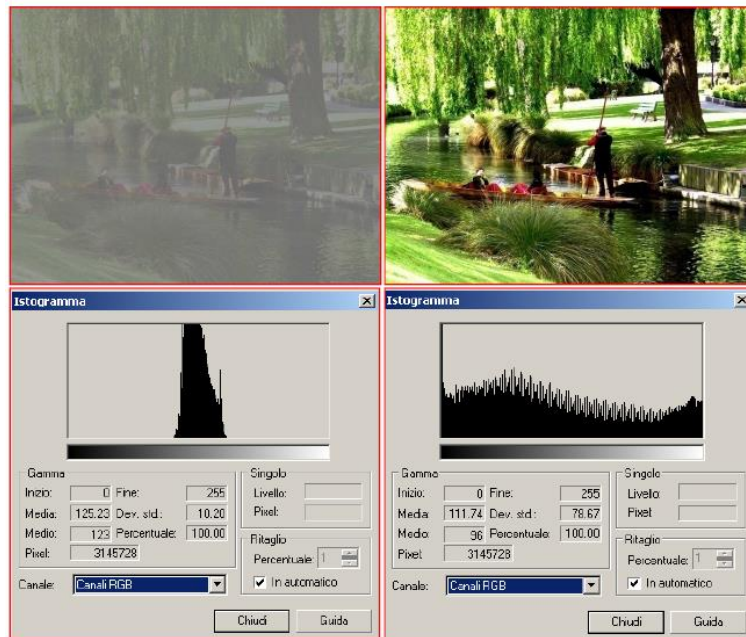 Istogramma
Gamma
Inizio: 0 Fine: 255
Media: 125.23 Dev. std.: 10.20
Medio: 123 Percentuale: 100.00
Pixel: 3145728
Singolo
Livello:
Pixel:
Ritaglio
Percentuale: 1
In automatico
Canale: Canali RGB
Chiudi Guida
Istogramma
Gamma
Inizio: 0 Fine: 255
Media: 111.74 Dev. std.: 78.67
Medio: 96 Percentuale: 100.00
Pixel: 3145728
Singolo
Livello:
Pixel:
Ritaglio
Percentuale: 1
In automatico
Canale: Canali RGB
Chiudi Guida